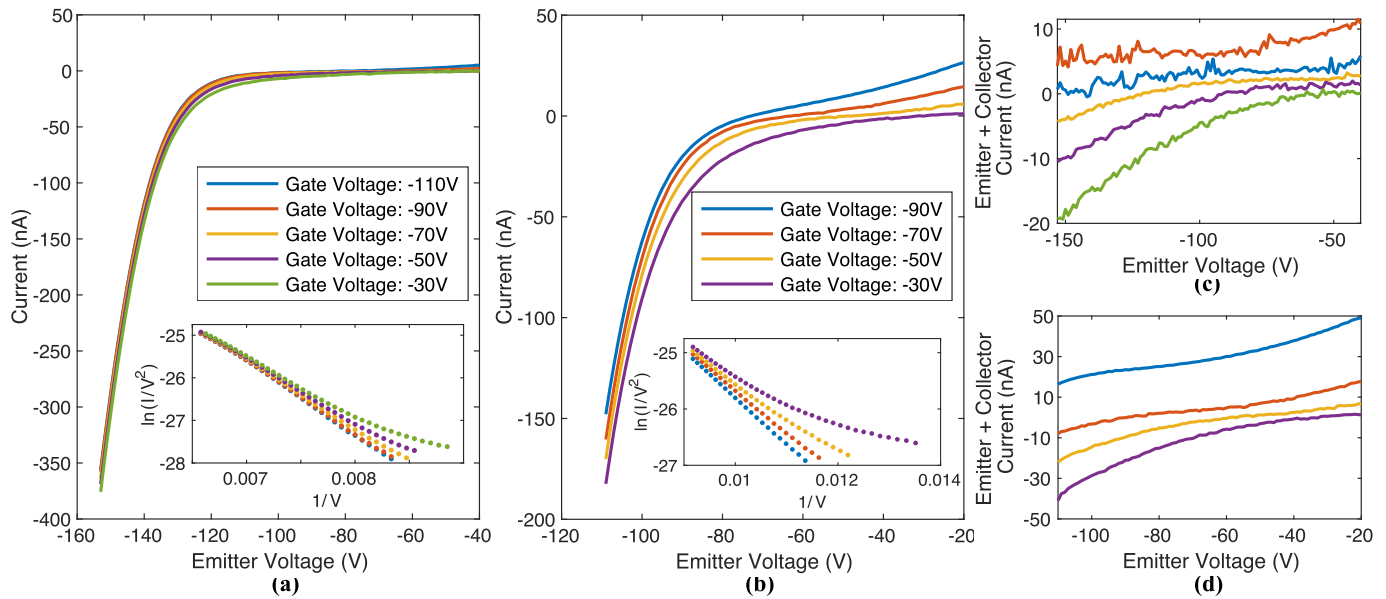 50
0
-50
-100
-150
-200
-250
-300
-350
-400
Current (nA)
Gate Voltage: -110V
Gate Voltage: -90V
Gate Voltage: -70V
Gate Voltage: -50V
Gate Voltage: -30V
-25
-26
-27
-28
ln(I/V²)
0.007
0.008
1/V
-160
-140
-120
-100
-80
-60
-40
Emitter Voltage (V)
(a)
50
0
-50
-100
-150
-200
Current (nA)
Gate Voltage: -90V
Gate Voltage: -70V
Gate Voltage: -50V
Gate Voltage: -30V
-25
-26
-27
ln(I/V²)
0.01
0.012
0.014
1/V
-120
-100
-80
-60
-40
-20
Emitter Voltage (V)
(b)
10
0
-10
-20
Emitter + Collector
Current (nA)
-150
-100
-50
Emitter Voltage (V)
(c)
50
30
10
-10
-30
-50
Emitter + Collector
Current (nA)
-100
-80
-60
-40
-20
Emitter Voltage (V)
(d)